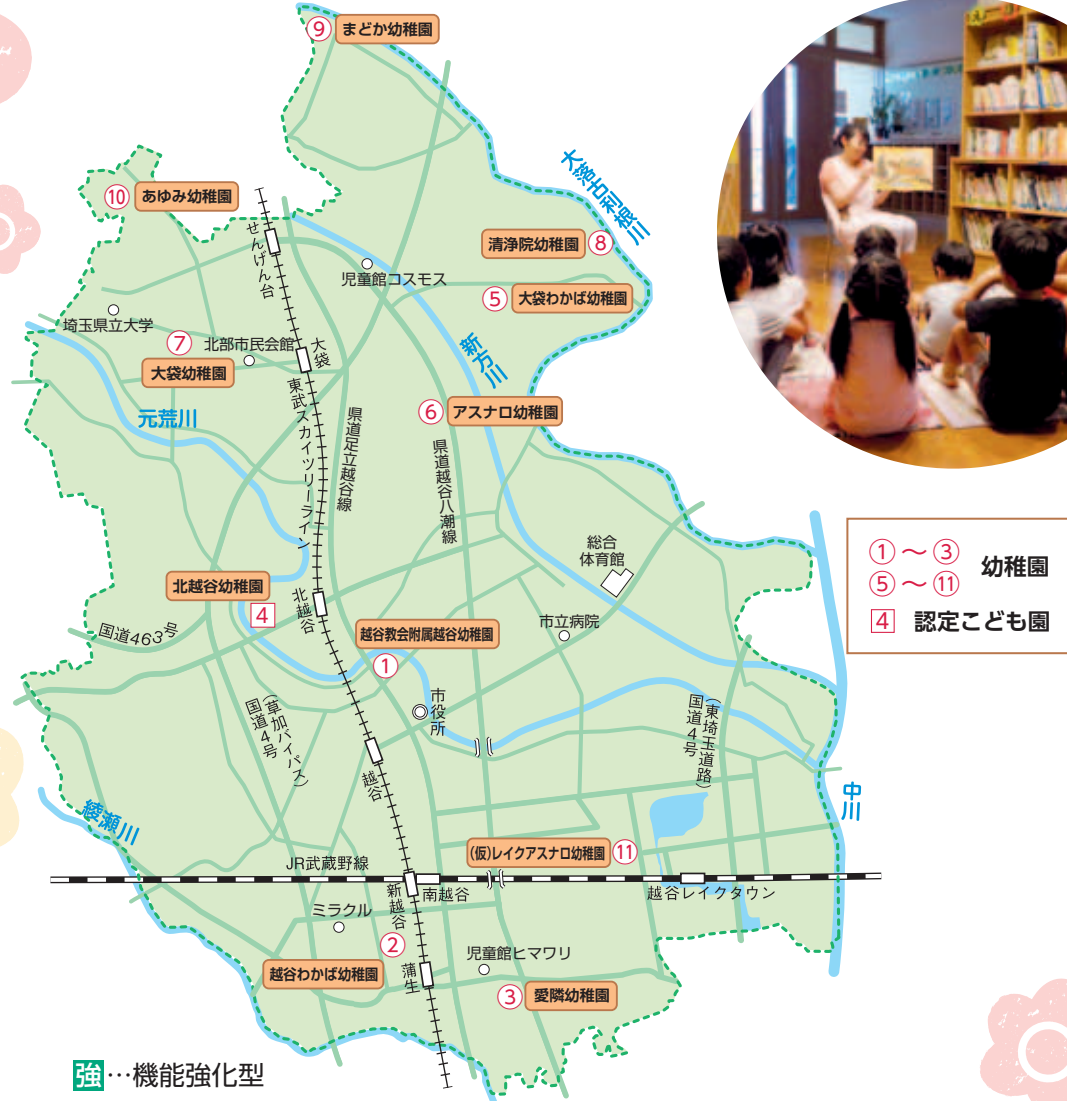 ⑨ まどか幼稚園
大落古利根川
⑩ あゆみ幼稚園
せんげん台
清浄院幼稚園 ⑧
児童館コスモス
⑤ 大袋わかば幼稚園
埼玉県立大学
⑦ 北部市民会館
大袋
大袋幼稚園
新方川
元荒川
東武スカイツリーライン
県道足立越谷線
⑥ アスナロ幼稚園
県道越谷八潮線
総合
体育館
①～③ 幼稚園
⑤～⑪
4 認定こども園
北越谷幼稚園
4
北越谷
国道463号
越谷教会附属越谷幼稚園
①
市立病院
市役所
国道4号
(草加バイパス)
国道4号
(東埼玉道路)
越谷
綾瀬川
中川
(仮)レイクアスナロ幼稚園 ⑪
JR武蔵野線
新越谷
南越谷
越谷レイクタウン
ミラクル
②
児童館ヒマワリ
越谷わかば幼稚園
蒲生
③ 愛隣幼稚園
強…機能強化型